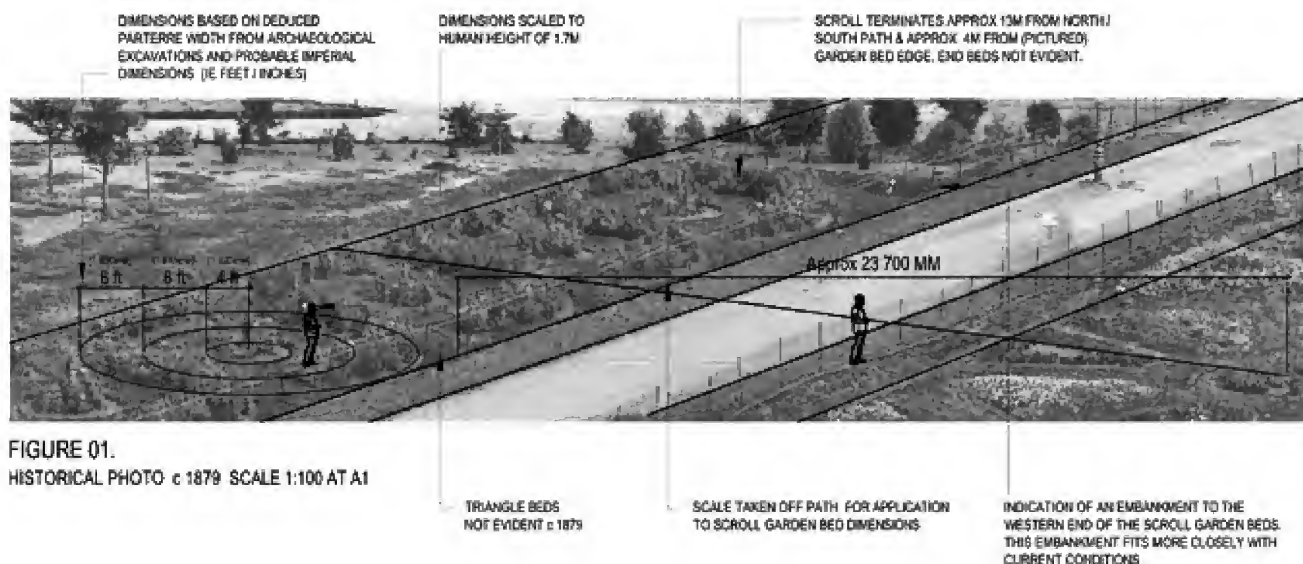 DIMENSIONS BASED ON DEDUCED
PARTERRE WIDTH FROM ARCHAEOLOGICAL
EXCAVATIONS AND PROBABLE IMPERIAL
DIMENSIONS (IE FEET / INCHES)
DIMENSIONS SCALED TO
HUMAN HEIGHT OF 1.7M
SCROLL TERMINATES APPROX 13M FROM NORTH /
SOUTH PATH & APPROX 4M FROM (PICTURED)
GARDEN BED EDGE. END BEDS NOT EVIDENT.
6 ft
6 ft
4 ft
Approx 23 700 MM
FIGURE 01.
HISTORICAL PHOTO c 1879 SCALE 1:100 AT A1
TRIANGLE BEDS
NOT EVIDENT c 1879
SCALE TAKEN OFF PATH FOR APPLICATION
TO SCROLL GARDEN BED DIMENSIONS
INDICATION OF AN EMBANKMENT TO THE
WESTERN END OF THE SCROLL GARDEN BEDS.
THIS EMBANKMENT FITS MORE CLOSELY WITH
CURRENT CONDITIONS